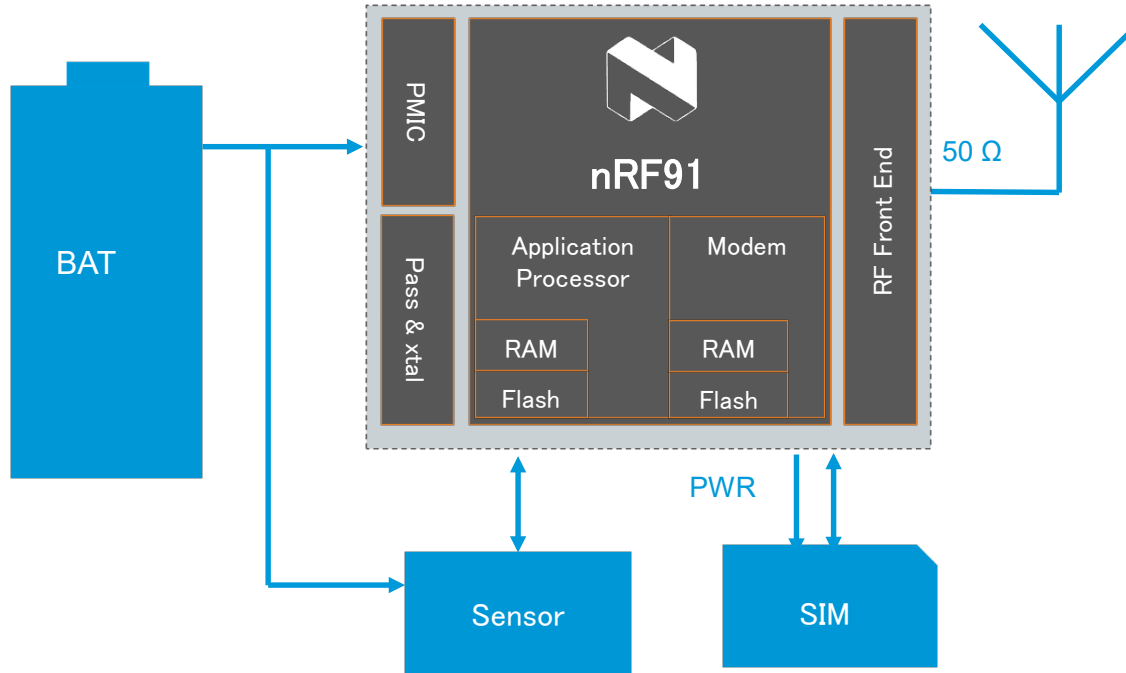 BAT
PMIC
Pass & xtal
nRF91
Application
Processor
RAM
Flash
Modem
RAM
Flash
RF Front End
50 Ω
PWR
Sensor
SIM